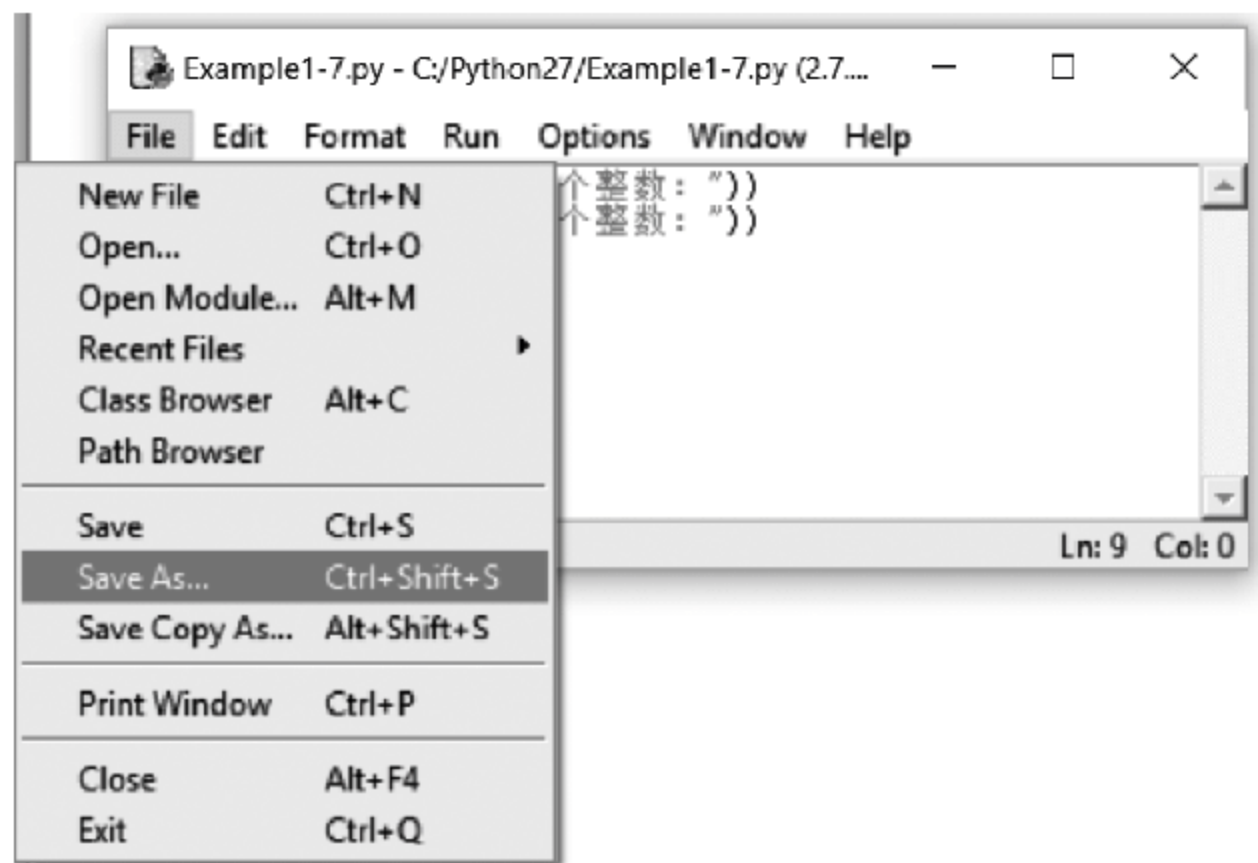 Example1-7.py - C:/Python27/Example1-7.py (2.7....
File Edit Format Run Options Window Help
个整数："))
个整数："))
New File Ctrl+N
Open... Ctrl+O
Open Module... Alt+M
Recent Files
Class Browser Alt+C
Path Browser
Save Ctrl+S
Save As... Ctrl+Shift+S
Save Copy As... Alt+Shift+S
Print Window Ctrl+P
Close Alt+F4
Exit Ctrl+Q
Ln: 9 Col: 0